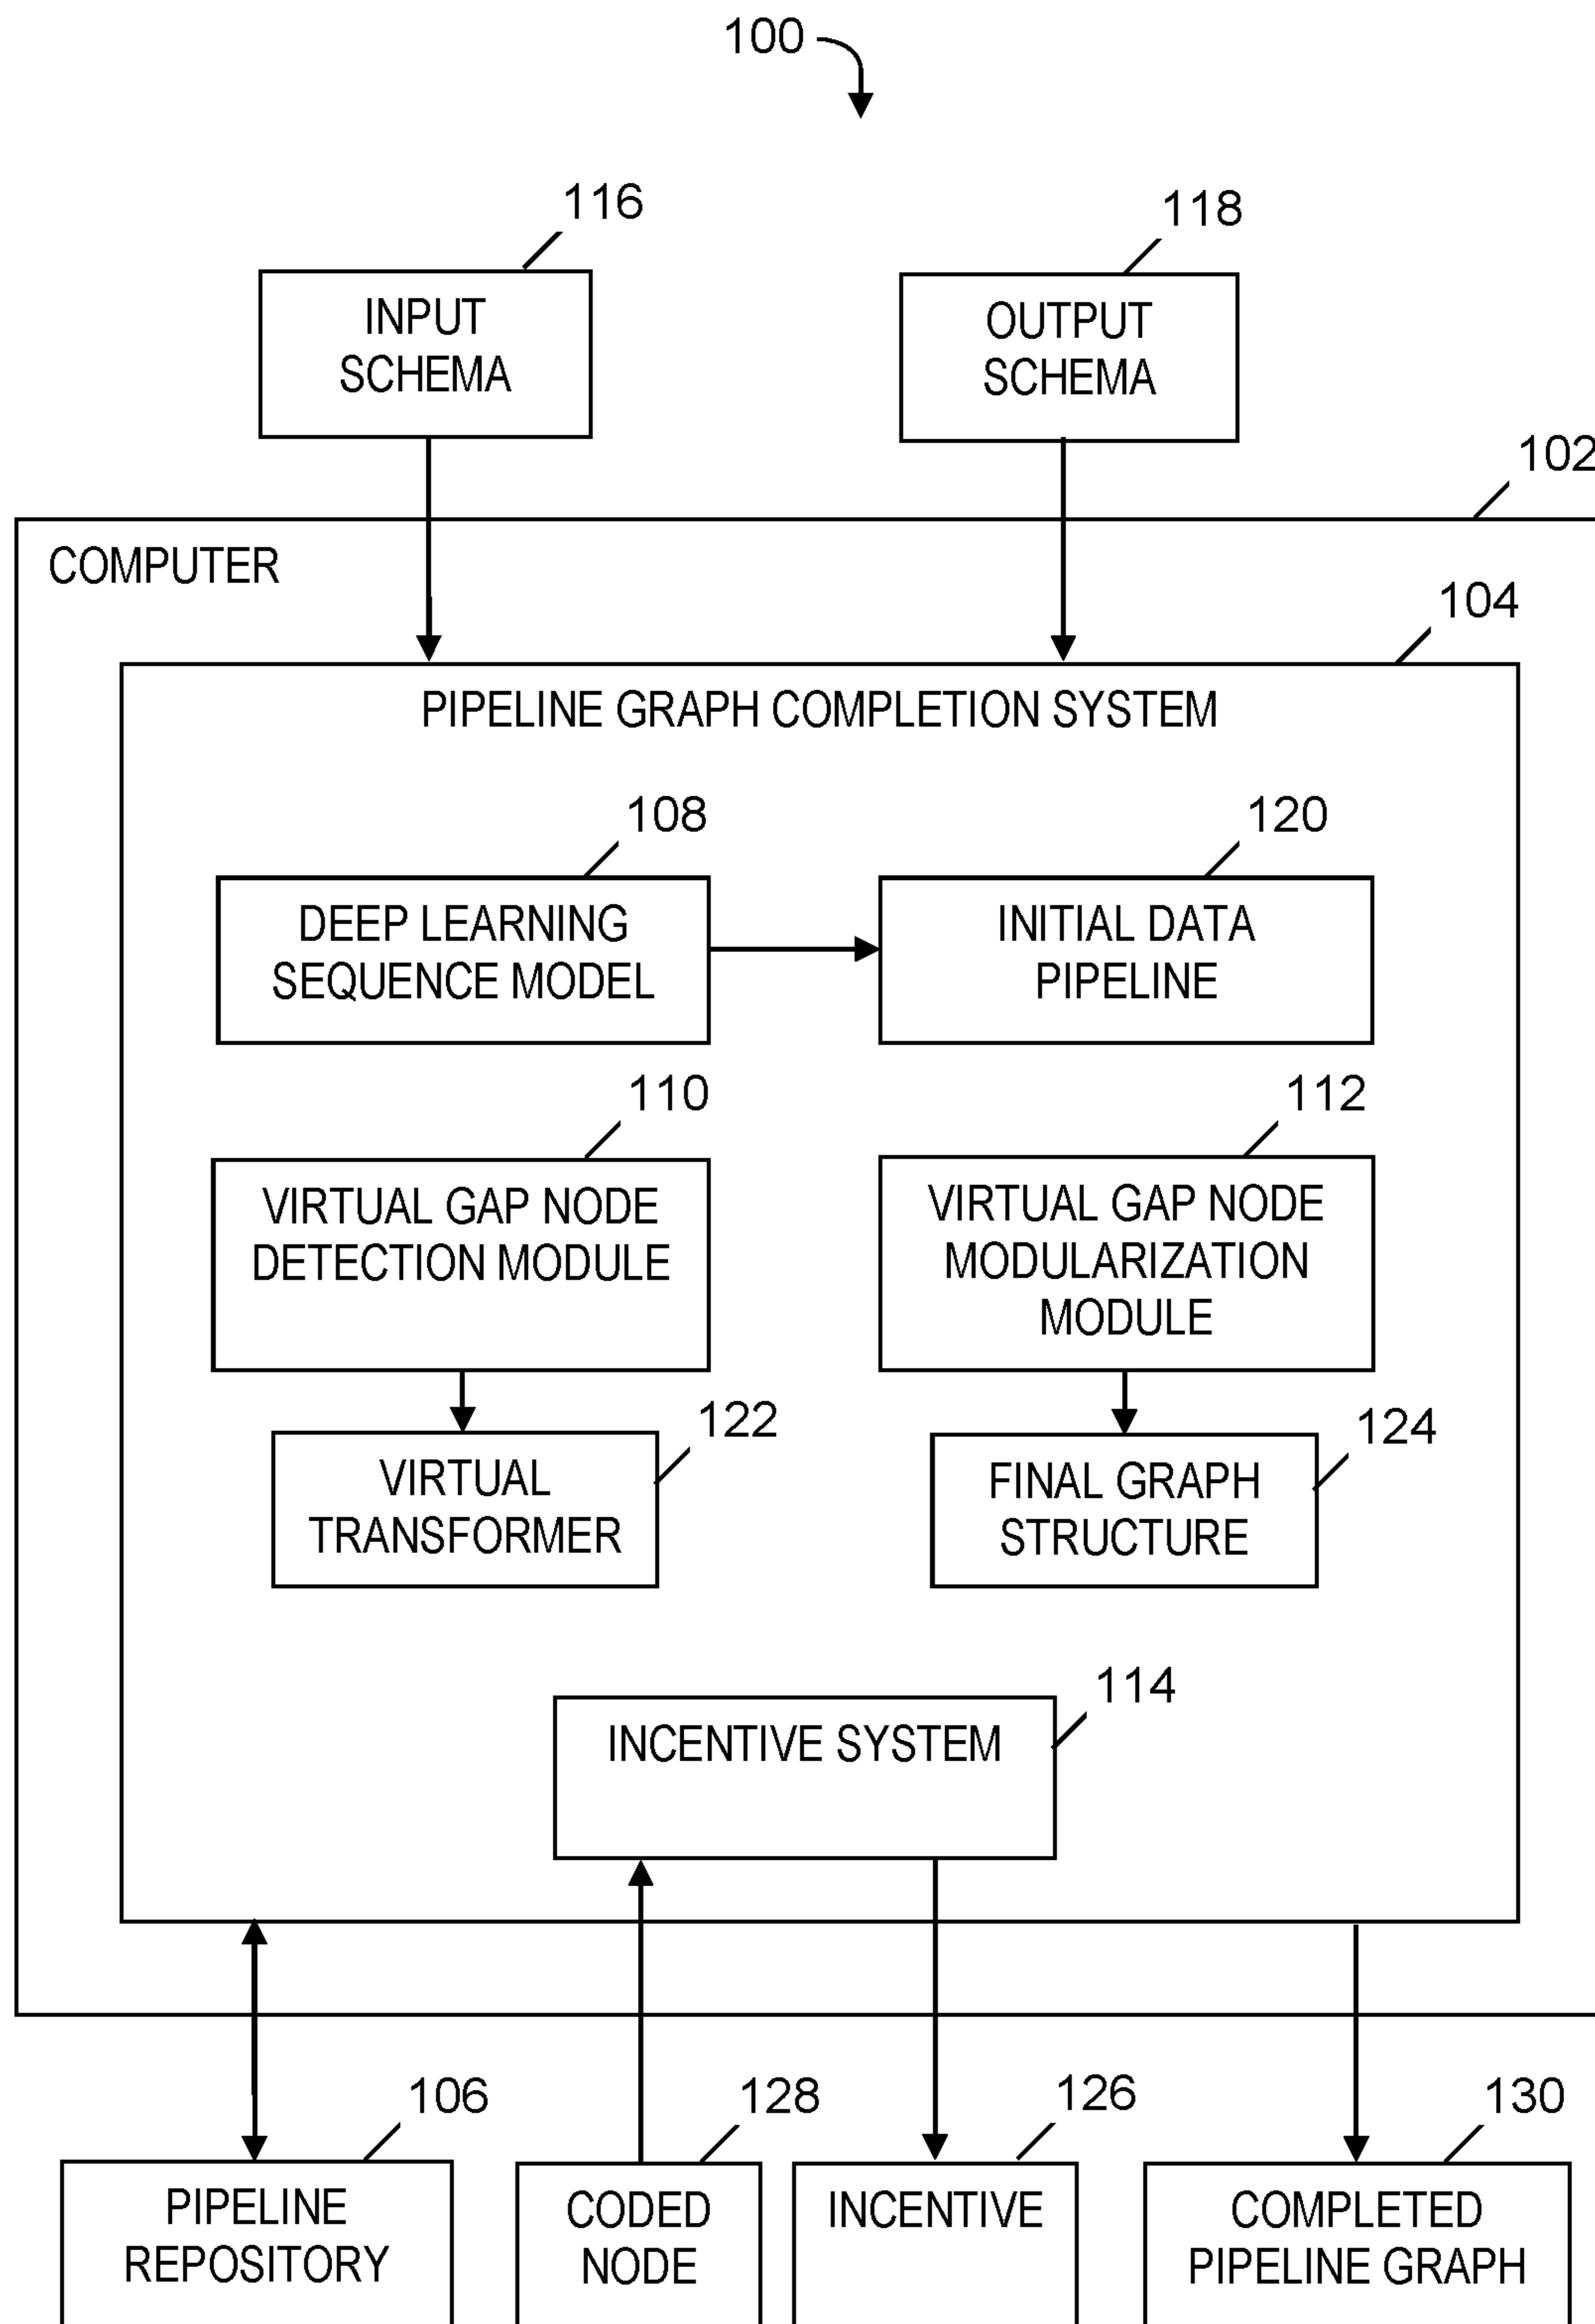 100
116
118
INPUT
SCHEMA
OUTPUT
SCHEMA
102
COMPUTER
104
PIPELINE GRAPH COMPLETION SYSTEM
108
120
DEEP LEARNING
SEQUENCE MODEL
INITIAL DATA
PIPELINE
110
112
VIRTUAL GAP NODE
DETECTION MODULE
VIRTUAL GAP NODE
MODULARIZATION
MODULE
122
124
VIRTUAL
TRANSFORMER
FINAL GRAPH
STRUCTURE
114
INCENTIVE SYSTEM
106
128
126
130
PIPELINE
REPOSITORY
CODED
NODE
INCENTIVE
COMPLETED
PIPELINE GRAPH